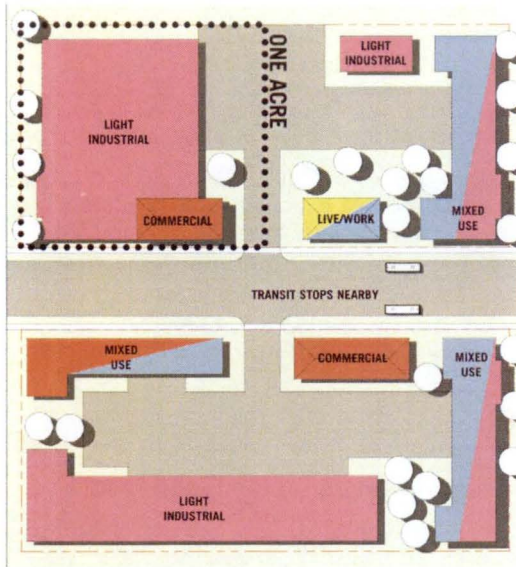 LIGHT
INDUSTRIAL
COMMERCIAL
ONE ACRE
LIGHT
INDUSTRIAL
LIVE/WORK
MIXED
USE
TRANSIT STOPS NEARBY
MIXED
USE
COMMERCIAL
MIXED
USE
LIGHT
INDUSTRIAL